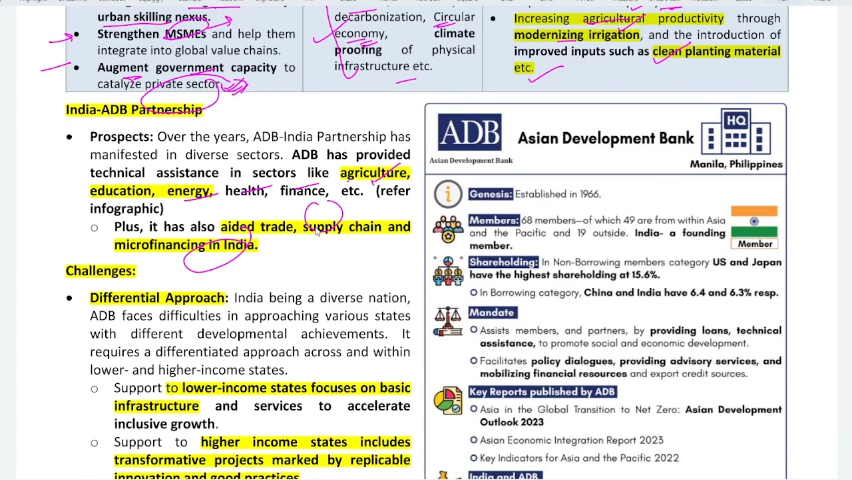 urban skilling nexus.
Strengthen MSMEs and help them
integrate into global value chains.
Augment government capacity to
catalyze private sector
decarbonization, Circular
economy, climate
proofing of physical
infrastructure etc.
Increasing agricultural productivity through
modernizing irrigation, and the introduction of
improved inputs such as clean planting material
etc.
India-ADB Partnership
Prospects: Over the years, ADB-India Partnership has
manifested in diverse sectors. ADB has provided
technical assistance in sectors like agriculture,
education, energy, health, finance, etc. (refer
infographic)
Plus, it has also aided trade, supply chain and
microfinancing in India.
Challenges:
Differential Approach: India being a diverse nation,
ADB faces difficulties in approaching various states
with different developmental achievements. It
requires a differentiated approach across and within
lower- and higher-income states.
Support to lower-income states focuses on basic
infrastructure and services to accelerate
inclusive growth.
Support to higher income states includes
transformative projects marked by replicable
innovation and good practices.
ADB
Asian Development Bank
Asian Development Bank
HQ
Manila, Philippines
Genesis: Established in 1966.
Members: 68 members—of which 49 are from within Asia
and the Pacific and 19 outside. India- a founding
member.
Member
Shareholding: In Non-Borrowing members category US and Japan
have the highest shareholding at 15.6%.
In Borrowing category, China and India have 6.4 and 6.3% resp.
Mandate
Assists members, and partners, by providing loans, technical
assistance, to promote social and economic development.
Facilitates policy dialogues, providing advisory services, and
mobilizing financial resources and export credit sources.
Key Reports published by ADB
Asia in the Global Transition to Net Zero: Asian Development
Outlook 2023
Asian Economic Integration Report 2023
Key Indicators for Asia and the Pacific 2022
India and ADB